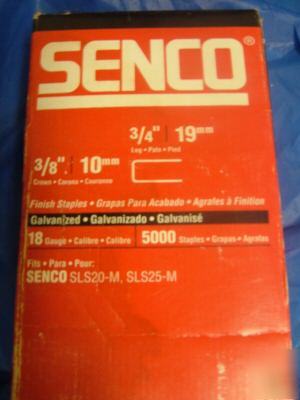 SENCO®
3/4" 19mm
Leg • Pata • Pied
3/8" 10mm
Crown • Corona • Couronne
Finish Staples • Grapas Para Acabado • Agrafes à Finition
Galvanized • Galvanizado • Galvanisé
18 Gauge • Calibre • Calibre 5000 Staples • Grapas • Agrafes
Fits • Para • Pour:
SENCO SLS20-M, SLS25-M